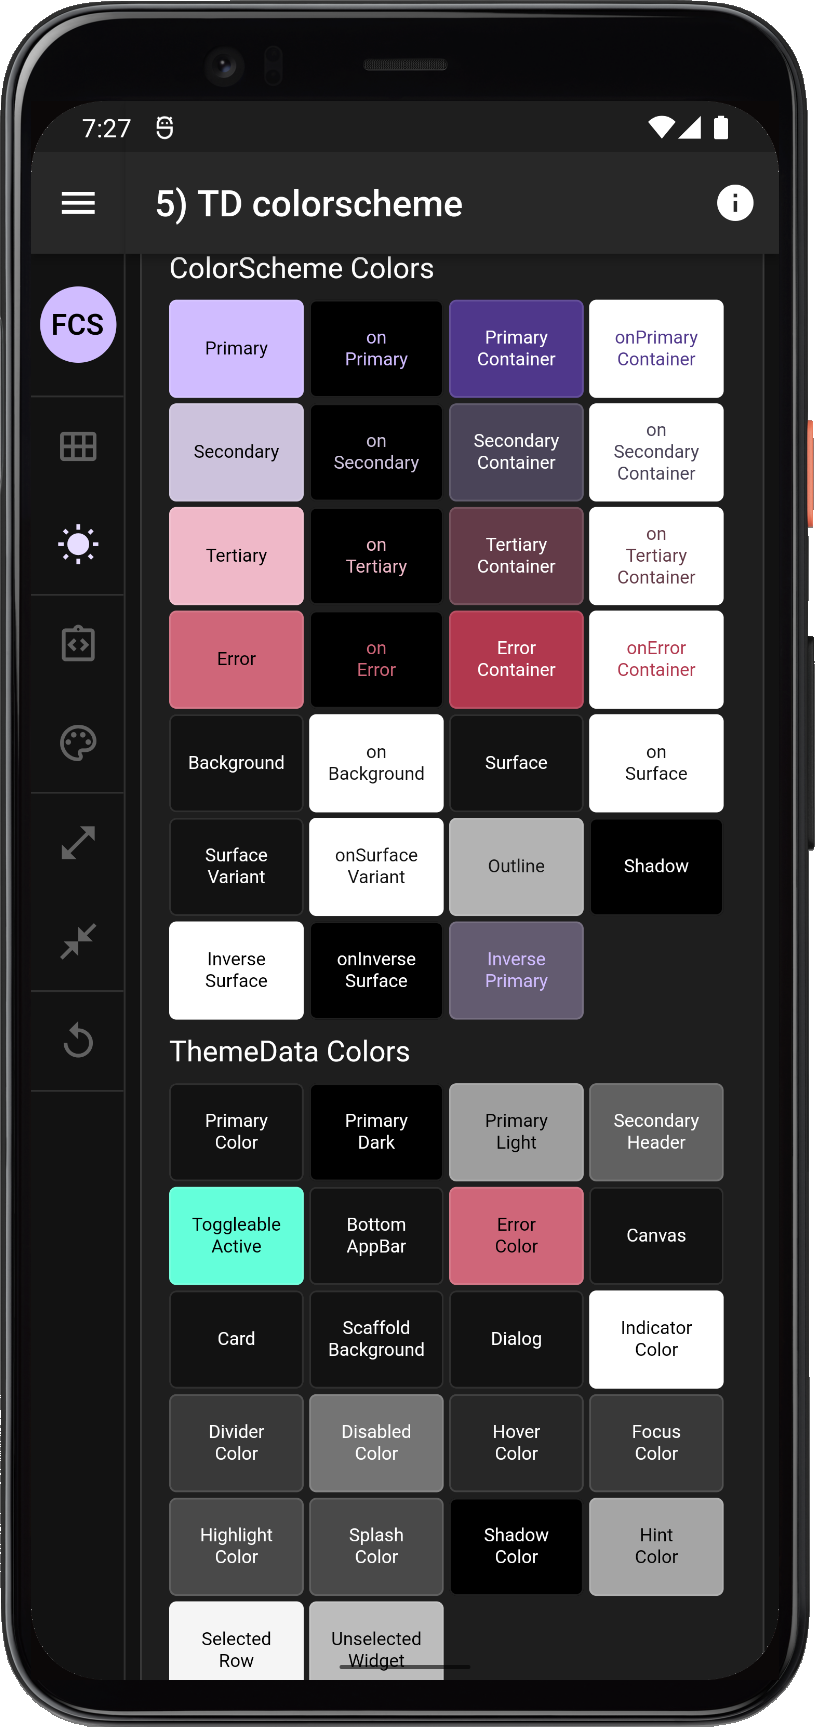 7:27
5) TD colorscheme
ColorScheme Colors
FCS
Primary
on
Primary
Primary
Container
onPrimary
Container
Secondary
on
Secondary
Secondary
Container
on
Secondary
Container
Tertiary
on
Tertiary
Tertiary
Container
on
Tertiary
Container
Error
on
Error
Error
Container
onError
Container
Background
on
Background
Surface
on
Surface
Surface
Variant
onSurface
Variant
Outline
Shadow
Inverse
Surface
onInverse
Surface
Inverse
Primary
ThemeData Colors
Primary
Color
Primary
Dark
Primary
Light
Secondary
Header
Toggleable
Active
Bottom
AppBar
Error
Color
Canvas
Card
Scaffold
Background
Dialog
Indicator
Color
Divider
Color
Disabled
Color
Hover
Color
Focus
Color
Highlight
Color
Splash
Color
Shadow
Color
Hint
Color
Selected
Row
Unselected
Widget